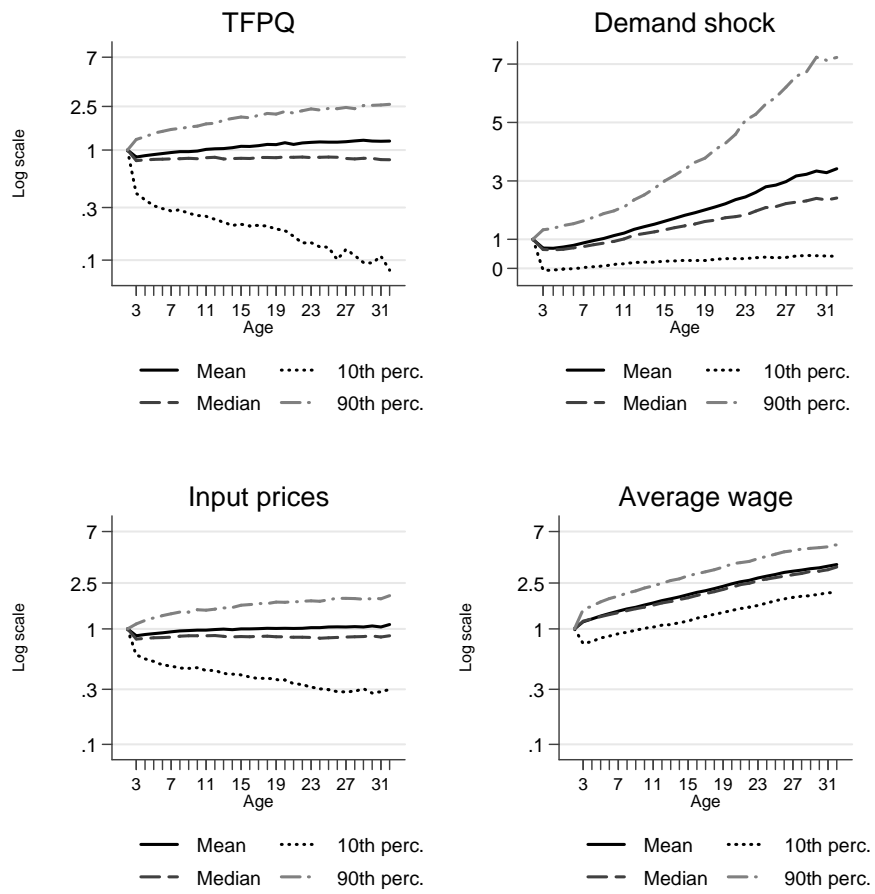 TFPQ
Log scale
7
2.5
1
.3
.1
3 7 11 15 19 23 27 31
Age
Mean 10th perc.
Median 90th perc.
Demand shock
7
5
3
1
0
3 7 11 15 19 23 27 31
Age
Mean 10th perc.
Median 90th perc.
Input prices
Log scale
7
2.5
1
.3
.1
3 7 11 15 19 23 27 31
Age
Mean 10th perc.
Median 90th perc.
Average wage
Log scale
7
2.5
1
.3
.1
3 7 11 15 19 23 27 31
Age
Mean 10th perc.
Median 90th perc.